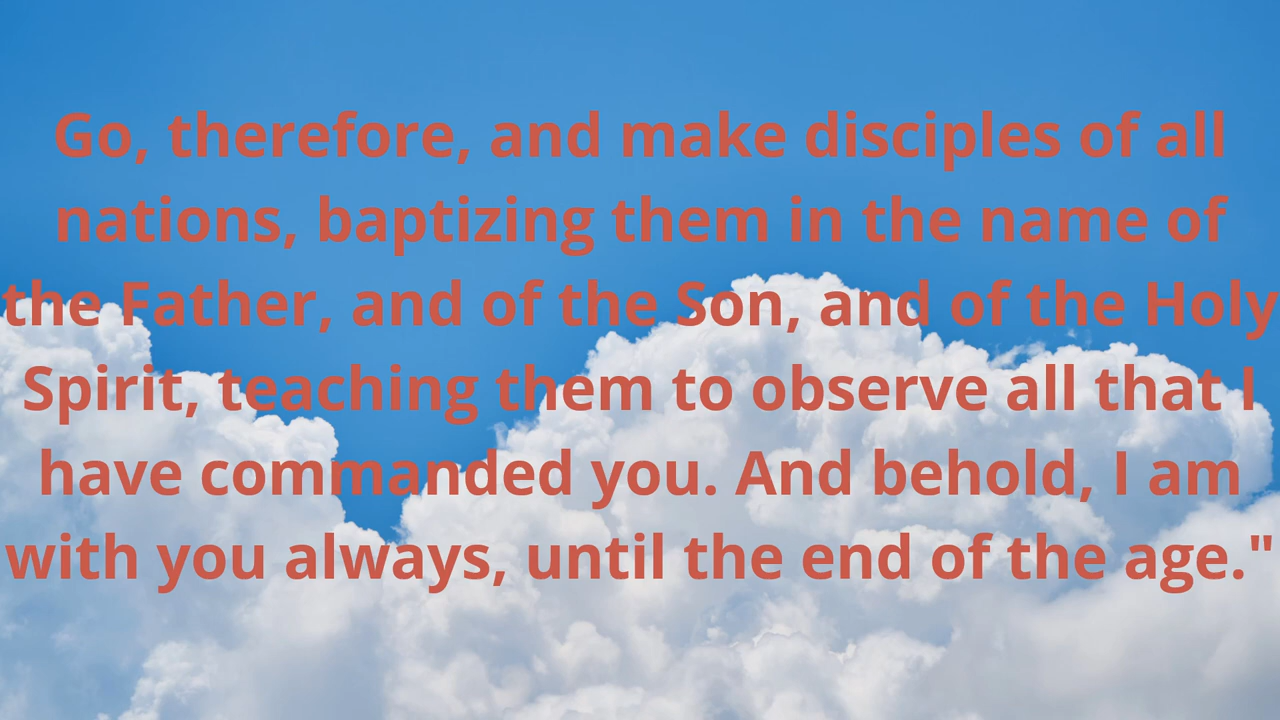 Go, therefore, and make disciples of all
nations, baptizing them in the name of
the Father, and of the Son, and of the Holy
Spirit, teaching them to observe all that I
have commanded you. And behold, I am
with you always, until the end of the age."